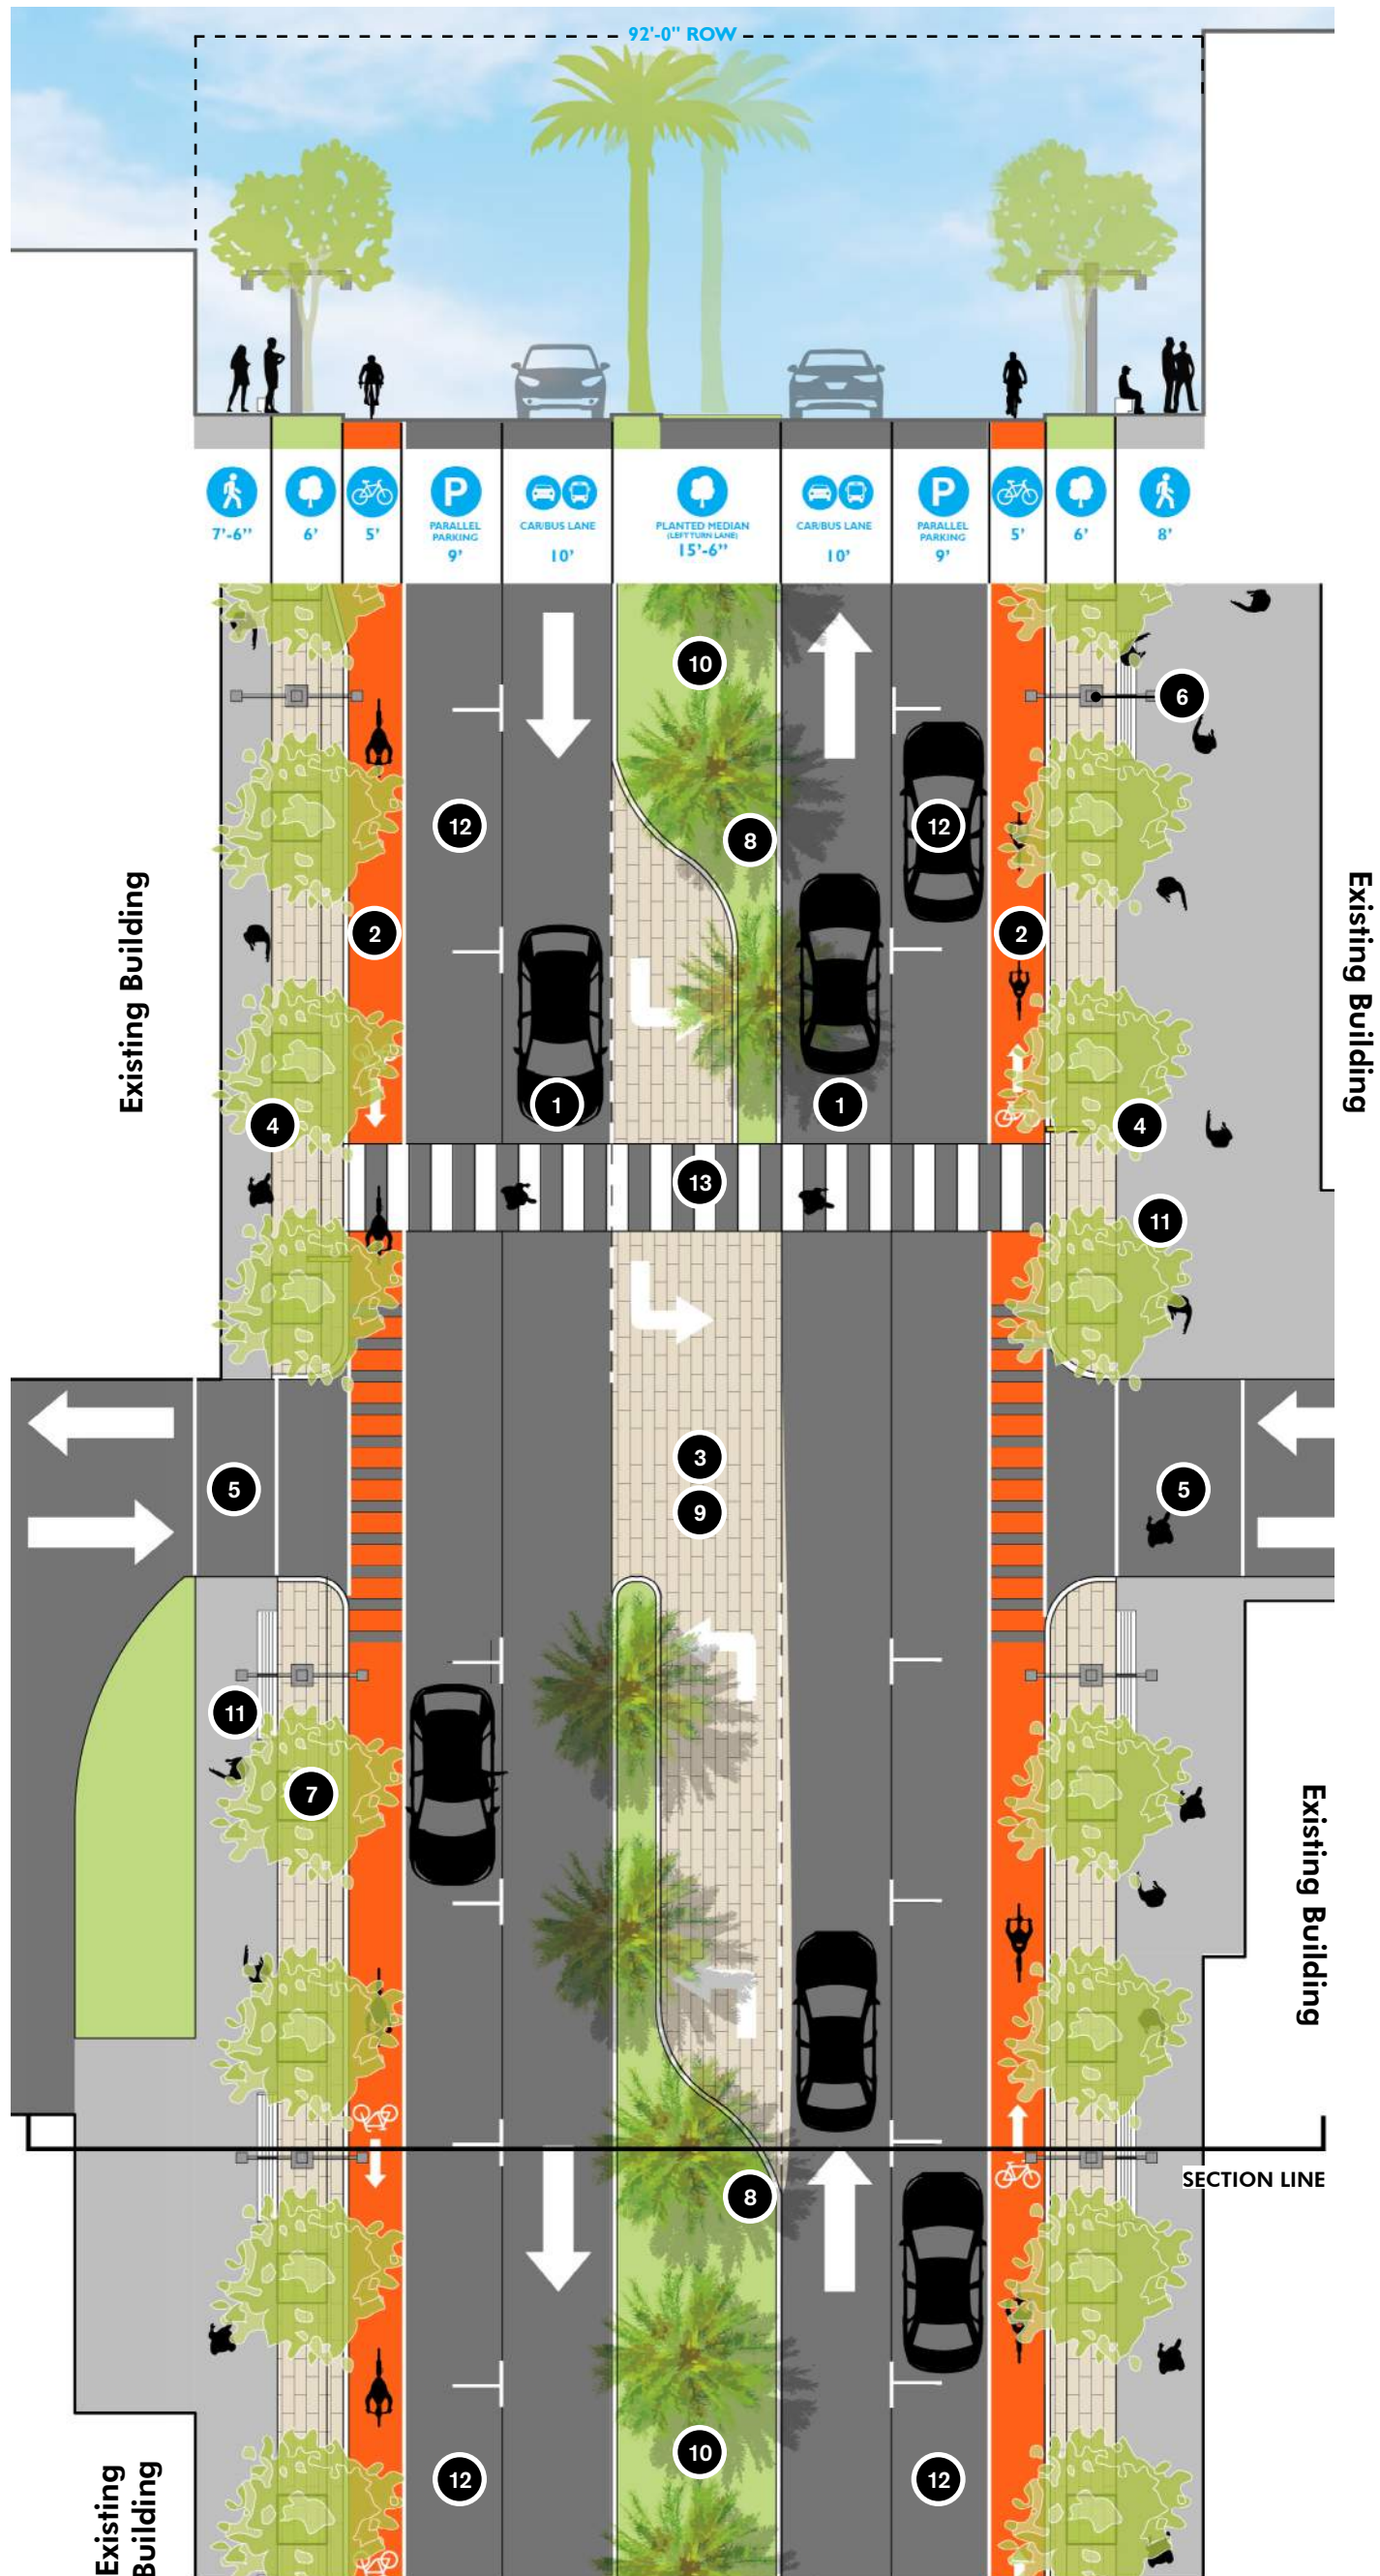 92'-0" ROW
7'-6" 6' 5' PARALLEL PARKING 9' CAR/BUS LANE 10' PLANTED MEDIAN (LEFT TURN LANE) 15'-6" CAR/BUS LANE 10' PARALLEL PARKING 9' 5' 6' 8'
P P
10
6
12 8 12
2 2
Existing Building
Existing Building
1 1
4 4
13
11
3
5 5
9
11
7
Existing Building
SECTION LINE
8
10
12 12
Existing
Building